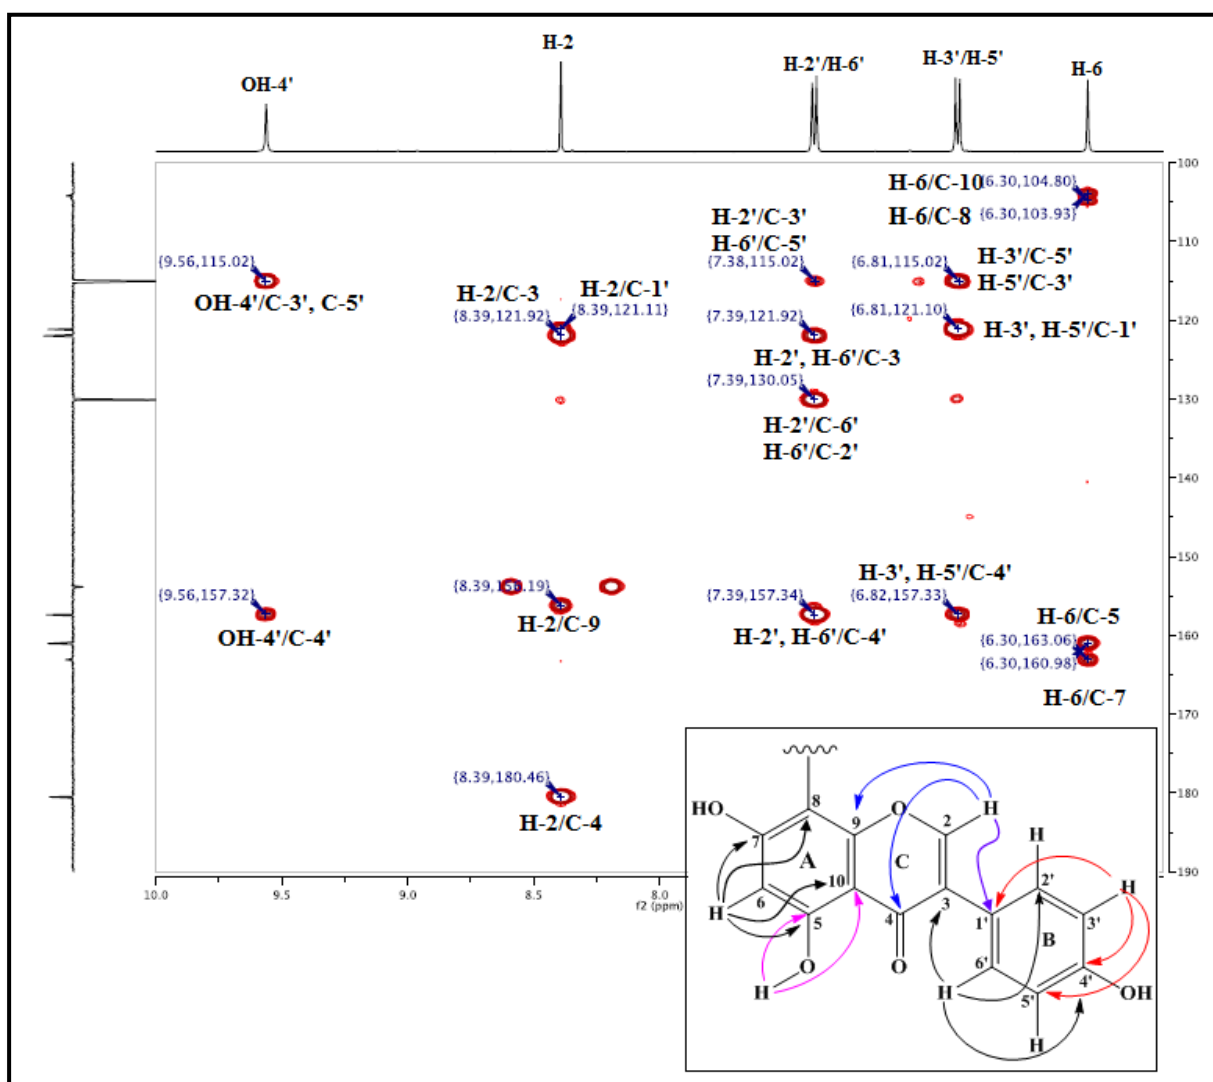 H-2
H-2'/H-6'
H-3'/H-5'
H-6
OH-4'
100
H-6/C-10
{6.30,104.80}
H-6/C-8
{6.30,103.93}
H-2'/C-3'
H-6'/C-5'
110
{9.56,115.02}
{7.38,115.02}
{6.81,115.02}
H-3'/C-5'
H-5'/C-3'
OH-4'/C-3', C-5'
H-2/C-3
H-2/C-1'
{8.39,121.92}
{8.39,121.11}
{7.39,121.92}
{6.81,121.10}
120
H-3', H-5'/C-1'
H-2', H-6'/C-3
{7.39,130.05}
130
H-2'/C-6'
H-6'/C-2'
140
150
H-3', H-5'/C-4'
{9.56,157.32}
{7.39,157.34}
{6.82,157.33}
H-6/C-5
OH-4'/C-4'
H-2/C-9
H-2', H-6'/C-4'
{6.30,163.06}
160
{6.30,160.98}
H-6/C-7
170
{8.39,180.46}
180
H-2/C-4
190
10.0
9.5
9.0
8.5
8.0
f2 (ppm)
HO
8
9
O
2
H
H
7
A
C
2'
H
6
10
3
1'
3'
H
5
4
B
6'
4'
O
O
H
5'
OH
H
H